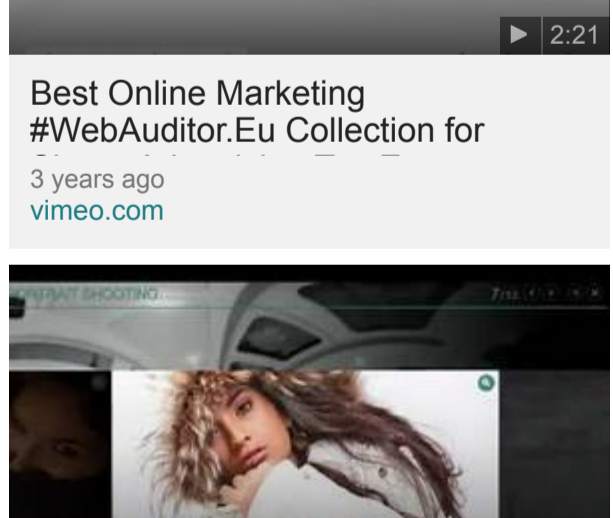 2:21
Best Online Marketing
#WebAuditor.Eu Collection for
3 years ago
vimeo.com
PORTRAIT SHOOTING